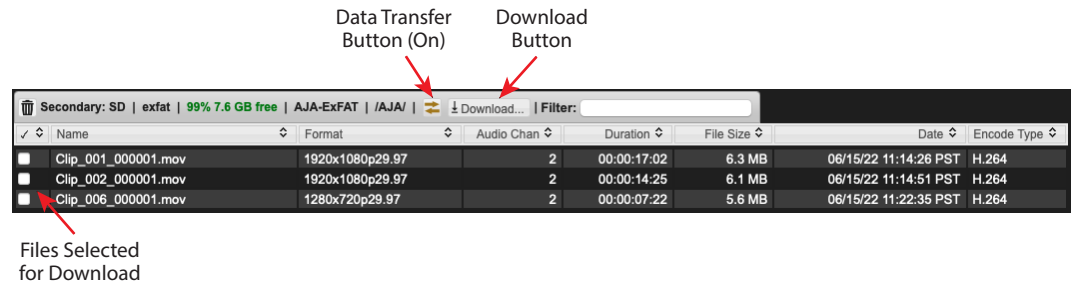 Data Transfer
Button (On)
Download
Button
Secondary: SD | exfat | 99% 7.6 GB free | AJA-ExFAT | /AJA/ | Download... | Filter:
✓ Name Format Audio Chan Duration File Size Date Encode Type
Clip_001_000001.mov 1920x1080p29.97 2 00:00:17:02 6.3 MB 06/15/22 11:14:26 PST H.264
Clip_002_000001.mov 1920x1080p29.97 2 00:00:14:25 6.1 MB 06/15/22 11:14:51 PST H.264
Clip_006_000001.mov 1280x720p29.97 2 00:00:07:22 5.6 MB 06/15/22 11:22:35 PST H.264
Files Selected
for Download